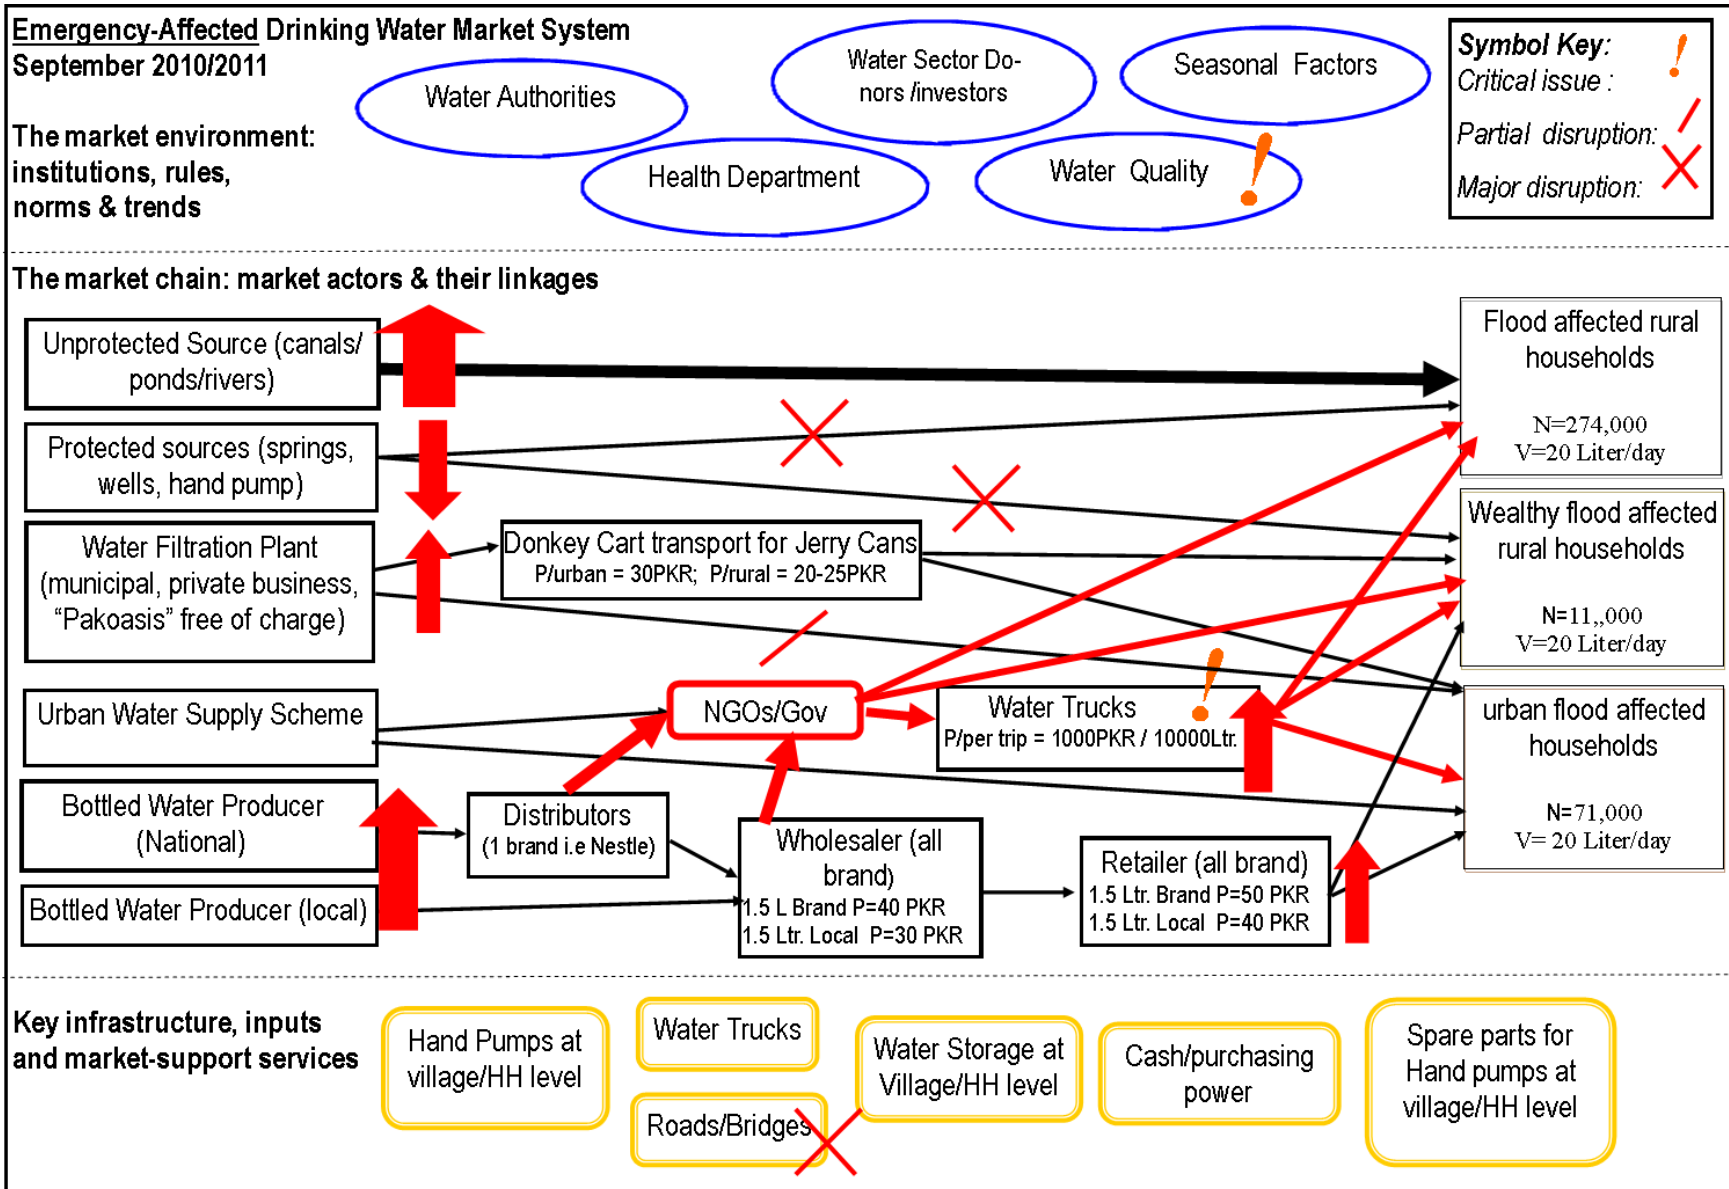 Emergency-Affected Drinking Water Market System
September 2010/2011
The market environment:
institutions, rules,
norms & trends
Water Authorities
Water Sector Do-
nors /investors
Seasonal Factors
Health Department
Water Quality
Symbol Key:
Critical issue :
Partial disruption:
Major disruption:
The market chain: market actors & their linkages
Unprotected Source (canals/
ponds/rivers)
Protected sources (springs,
wells, hand pump)
Water Filtration Plant
(municipal, private business,
“Pakoasis” free of charge)
Urban Water Supply Scheme
Bottled Water Producer
(National)
Bottled Water Producer (local)
Donkey Cart transport for Jerry Cans
P/urban = 30PKR; P/rural = 20-25PKR
NGOs/Gov
Water Trucks
P/per trip = 1000PKR / 10000Ltr.
Distributors
(1 brand i.e Nestle)
Wholesaler (all
brand)
1.5 L Brand P=40 PKR
1.5 Ltr. Local P=30 PKR
Retailer (all brand)
1.5 Ltr. Brand P=50 PKR
1.5 Ltr. Local P=40 PKR
Flood affected rural
households
N=274,000
V=20 Liter/day
Wealthy flood affected
rural households
N=11,,000
V=20 Liter/day
urban flood affected
households
N=71,000
V= 20 Liter/day
Key infrastructure, inputs
and market-support services
Hand Pumps at
village/HH level
Water Trucks
Roads/Bridges
Water Storage at
Village/HH level
Cash/purchasing
power
Spare parts for
Hand pumps at
village/HH level